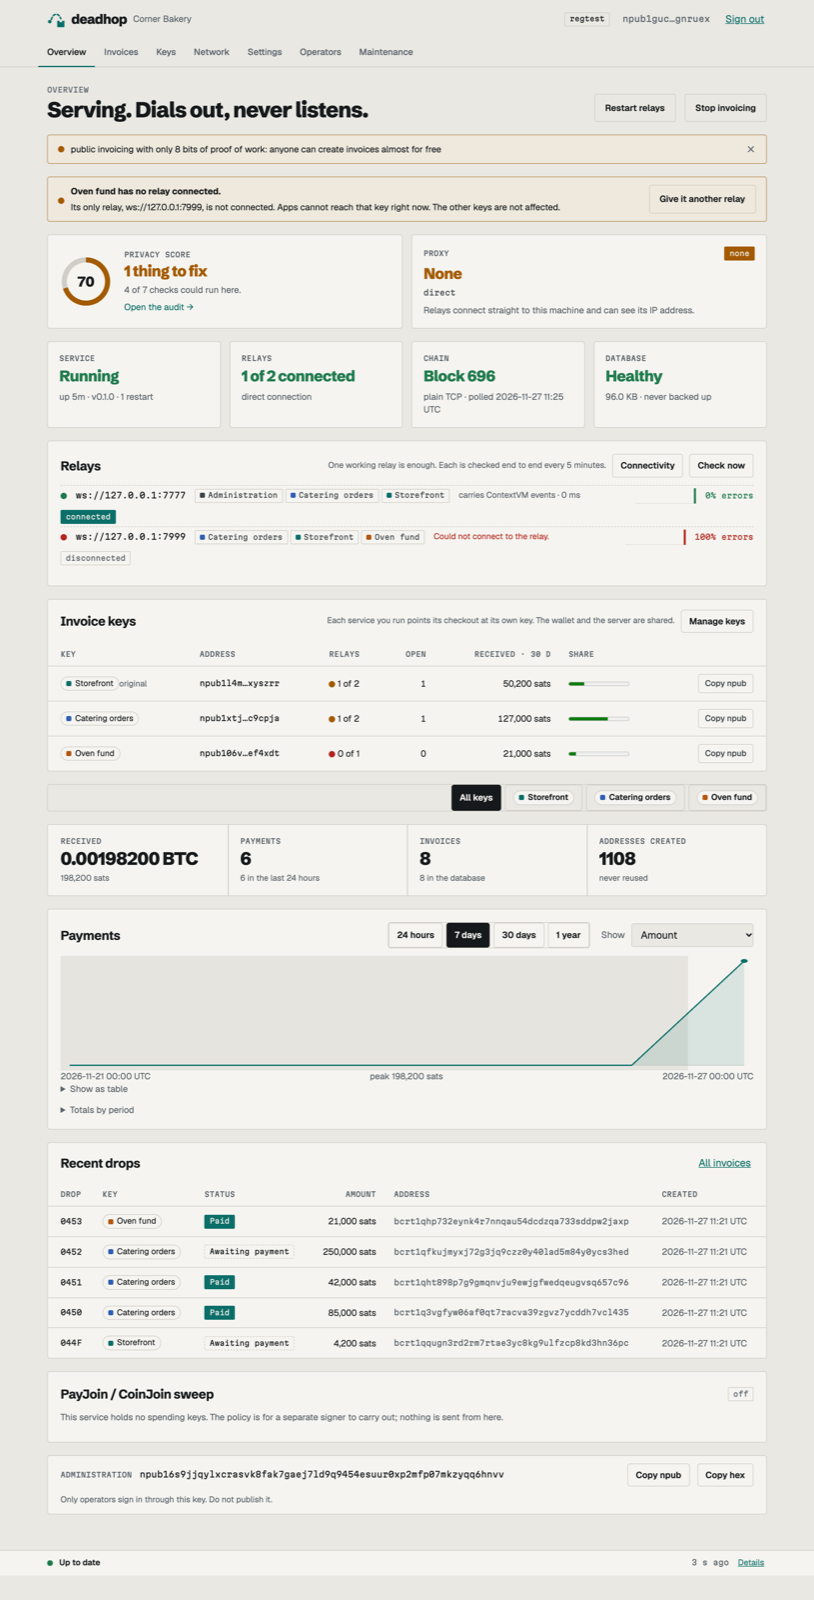 deadhop Corner Bakery regtest npub1guc…gnruex Sign out
Overview Invoices Keys Network Settings Operators Maintenance
OVERVIEW
Serving. Dials out, never listens. Restart relays Stop invoicing
public invoicing with only 8 bits of proof of work: anyone can create invoices almost for free ✕
Oven fund has no relay connected.
Its only relay, ws://127.0.0.1:7999, is not connected. Apps cannot reach that key right now. The other keys are not affected. Give it another relay
PRIVACY SCORE
70 1 thing to fix
4 of 7 checks could run here.
Open the audit →
PROXY none
None
direct
Relays connect straight to this machine and can see its IP address.
SERVICE
Running
up 5m · v0.1.0 · 1 restart
RELAYS
1 of 2 connected
direct connection
CHAIN
Block 696
plain TCP · polled 2026-11-27 11:25
UTC
DATABASE
Healthy
96.0 KB · never backed up
Relays One working relay is enough. Each is checked end to end every 5 minutes. Connectivity Check now
ws://127.0.0.1:7777 Administration Catering orders Storefront carries ContextVM events · 0 ms 0% errors
connected
ws://127.0.0.1:7999 Catering orders Storefront Oven fund Could not connect to the relay. 100% errors
disconnected
Invoice keys Each service you run points its checkout at its own key. The wallet and the server are shared. Manage keys
KEY ADDRESS RELAYS OPEN RECEIVED · 30 D SHARE
Storefront original npub1l4m…xyszrr 1 of 2 1 50,200 sats Copy npub
Catering orders npub1xtj…c9cpja 1 of 2 1 127,000 sats Copy npub
Oven fund npub106v…ef4xdt 0 of 1 0 21,000 sats Copy npub
All keys Storefront Catering orders Oven fund
RECEIVED
0.00198200 BTC
198,200 sats
PAYMENTS
6
6 in the last 24 hours
INVOICES
8
8 in the database
ADDRESSES CREATED
1108
never reused
Payments 24 hours 7 days 30 days 1 year Show Amount
2026-11-21 00:00 UTC peak 198,200 sats 2026-11-27 00:00 UTC
Show as table
Totals by period
Recent drops All invoices
DROP KEY STATUS AMOUNT ADDRESS CREATED
0453 Oven fund Paid 21,000 sats bcrt1qhp732eynk4r7nnqau54dcdzqa733sddpw2jaxp 2026-11-27 11:21 UTC
0452 Catering orders Awaiting payment 250,000 sats bcrt1qfkujmyxj72g3jq9czz0y40lad5m84y0ycs3hed 2026-11-27 11:21 UTC
0451 Catering orders Paid 42,000 sats bcrt1qht898p7g9gmqnvju9ewjgfwedqeugvsq657c96 2026-11-27 11:21 UTC
0450 Catering orders Paid 85,000 sats bcrt1q3vgfyw06af0qt7zacva39zgvz7ycddh7vcl435 2026-11-27 11:21 UTC
044F Storefront Awaiting payment 4,200 sats bcrt1qqugn3rd2rm7rtae3yc8kg9ulfzcp8kd3hn36pc 2026-11-27 11:21 UTC
PayJoin / CoinJoin sweep off
This service holds no spending keys. The policy is for a separate signer to carry out; nothing is sent from here.
ADMINISTRATION npub16s9jjqylxcrasvk8fak7gaej7ld9q9454esuur0xp2mfp07mkzyqq6hnvv Copy npub Copy hex
Only operators sign in through this key. Do not publish it.
Up to date 3 s ago Details